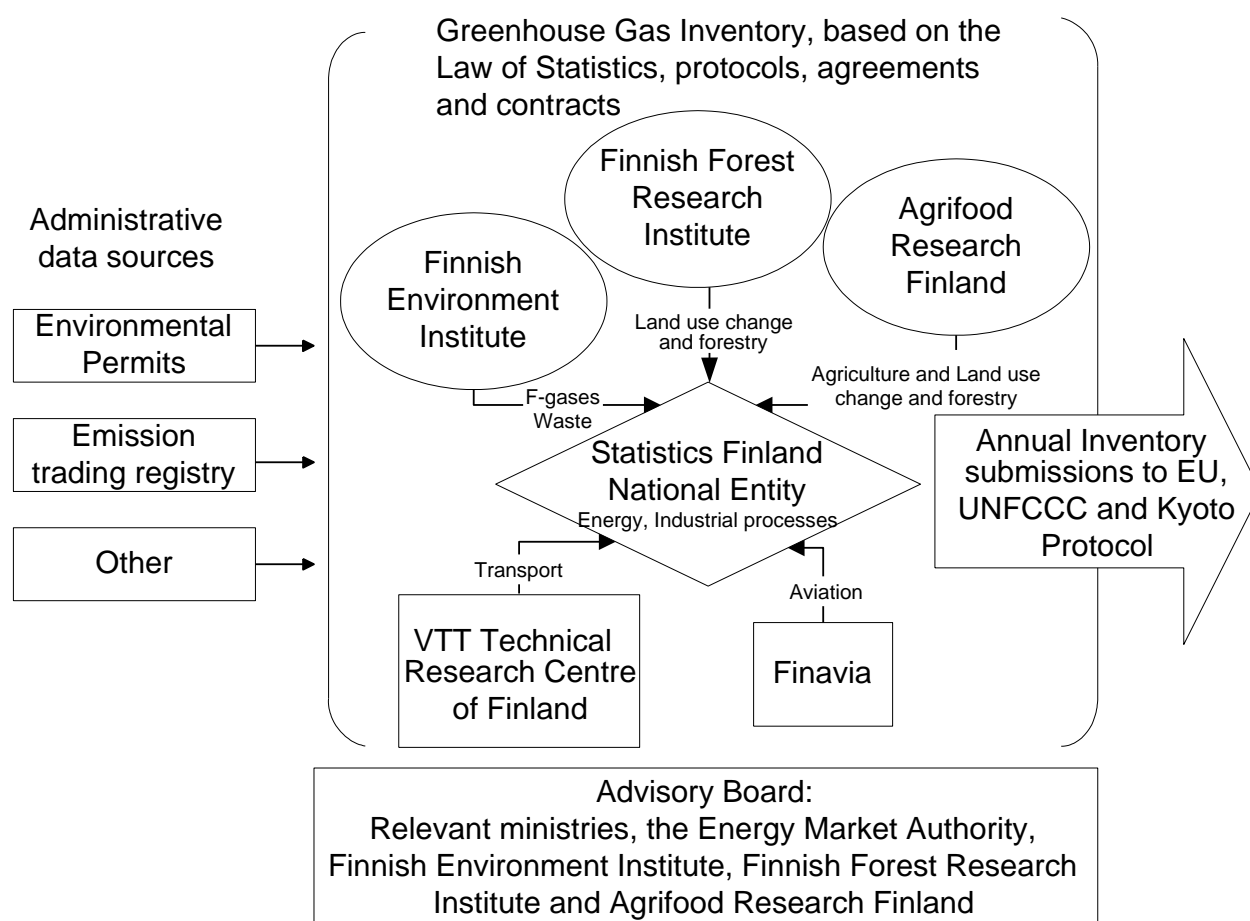 Greenhouse Gas Inventory, based on the
Law of Statistics, protocols, agreements
and contracts
Administrative
data sources
Environmental
Permits
Emission
trading registry
Other
Finnish
Environment
Institute
Finnish Forest
Research
Institute
Agrifood
Research
Finland
F-gases
Waste
Land use change
and forestry
Agriculture and Land use
change and forestry
Statistics Finland
National Entity
Energy, Industrial processes
Transport
Aviation
VTT Technical
Research Centre
of Finland
Finavia
Annual Inventory
submissions to EU,
UNFCCC and Kyoto
Protocol
Advisory Board:
Relevant ministries, the Energy Market Authority,
Finnish Environment Institute, Finnish Forest Research
Institute and Agrifood Research Finland